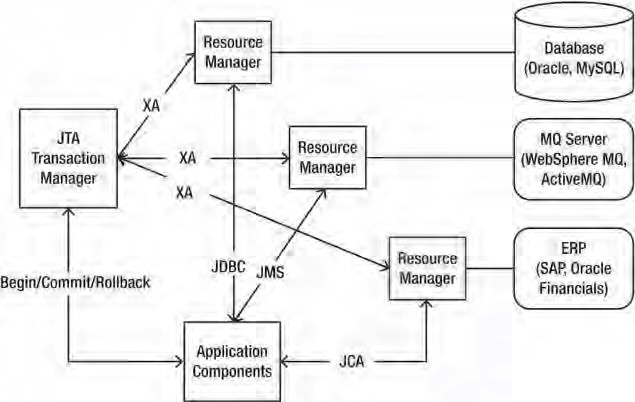 Resource
Manager
Database
(Oracle, MySQL)
XA
JTA
Transaction
Manager
XA
Resource
Manager
MQ Server
(WebSphere MQ,
ActiveMQ)
XA
Resource
Manager
ERP
(SAP, Oracle
Financials)
JDBC
JMS
Begin/Commit/Rollback
Application
Components
JCA